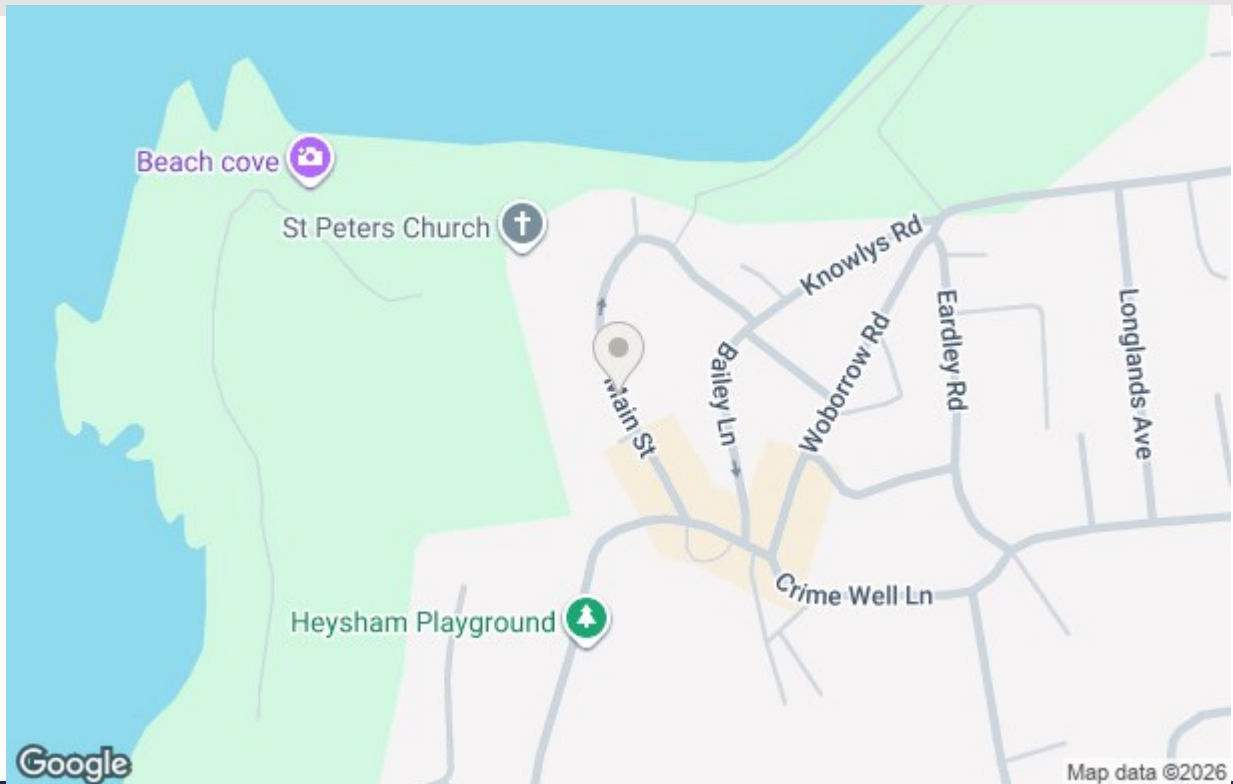 Beach cove
St Peters Church
Knowlys Rd
Longlands Ave
Eardley Rd
Woborrow Rd
Bailey Ln
Main St
Crime Well Ln
Heysham Playground
Google
Map data ©2026